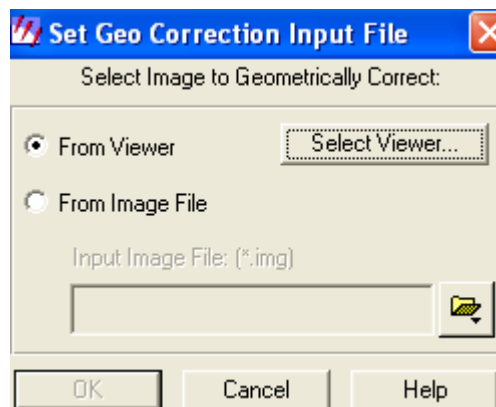 Set Geo Correction Input File
Select Image to Geometrically Correct:
From Viewer
Select Viewer...
From Image File
Input Image File: (*.img)
OK
Cancel
Help